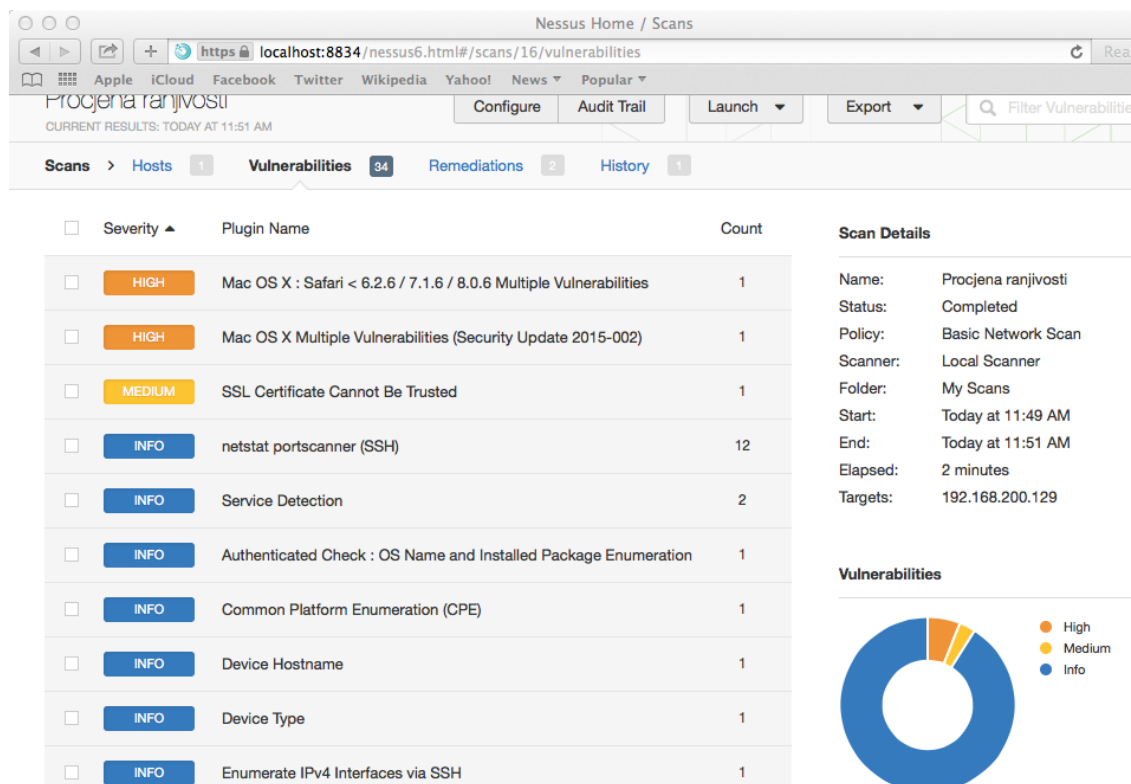 Nessus Home / Scans
https localhost:8834/nessus6.html#/scans/16/vulnerabilities
Apple iCloud Facebook Twitter Wikipedia Yahoo! News Popular
Procjena ranjivosti Configure Audit Trail Launch Export Filter Vulnerabilitie
CURRENT RESULTS: TODAY AT 11:51 AM
Scans > Hosts 1 Vulnerabilities 34 Remediations 2 History 1
Severity Plugin Name Count
HIGH Mac OS X : Safari < 6.2.6 / 7.1.6 / 8.0.6 Multiple Vulnerabilities 1
HIGH Mac OS X Multiple Vulnerabilities (Security Update 2015-002) 1
MEDIUM SSL Certificate Cannot Be Trusted 1
INFO netstat portscanner (SSH) 12
INFO Service Detection 2
INFO Authenticated Check : OS Name and Installed Package Enumeration 1
INFO Common Platform Enumeration (CPE) 1
INFO Device Hostname 1
INFO Device Type 1
INFO Enumerate IPv4 Interfaces via SSH 1
Scan Details
Name: Procjena ranjivosti
Status: Completed
Policy: Basic Network Scan
Scanner: Local Scanner
Folder: My Scans
Start: Today at 11:49 AM
End: Today at 11:51 AM
Elapsed: 2 minutes
Targets: 192.168.200.129
Vulnerabilities
High
Medium
Info